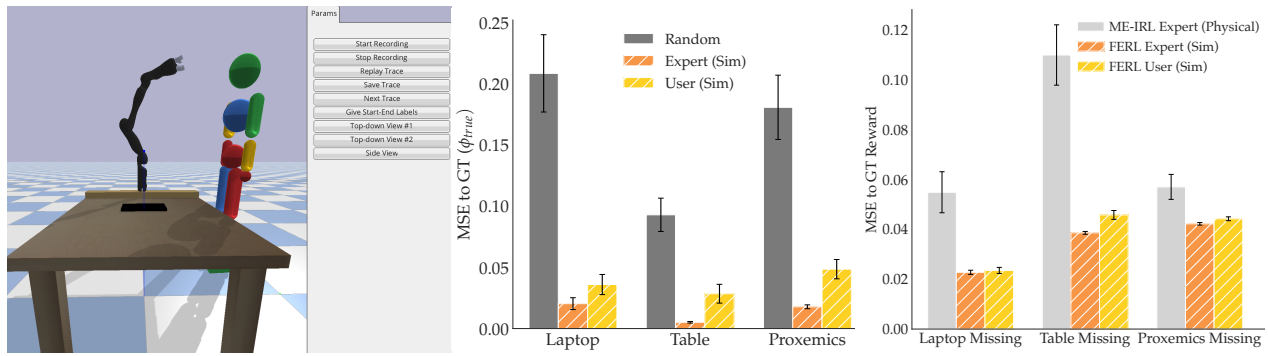 Params
Start Recording
Stop Recording
Replay Trace
Save Trace
Next Trace
Give Start-End Labels
Top-down View #1
Top-down View #2
Side View
MSE to GT (ϕtrue)
0.25
0.20
0.15
0.10
0.05
0.00
Random
Expert (Sim)
User (Sim)
Laptop
Table
Proxemics
MSE to GT Reward
0.12
0.10
0.08
0.06
0.04
0.02
0.00
ME-IRL Expert (Physical)
FERL Expert (Sim)
FERL User (Sim)
Laptop Missing
Table Missing
Proxemics Missing